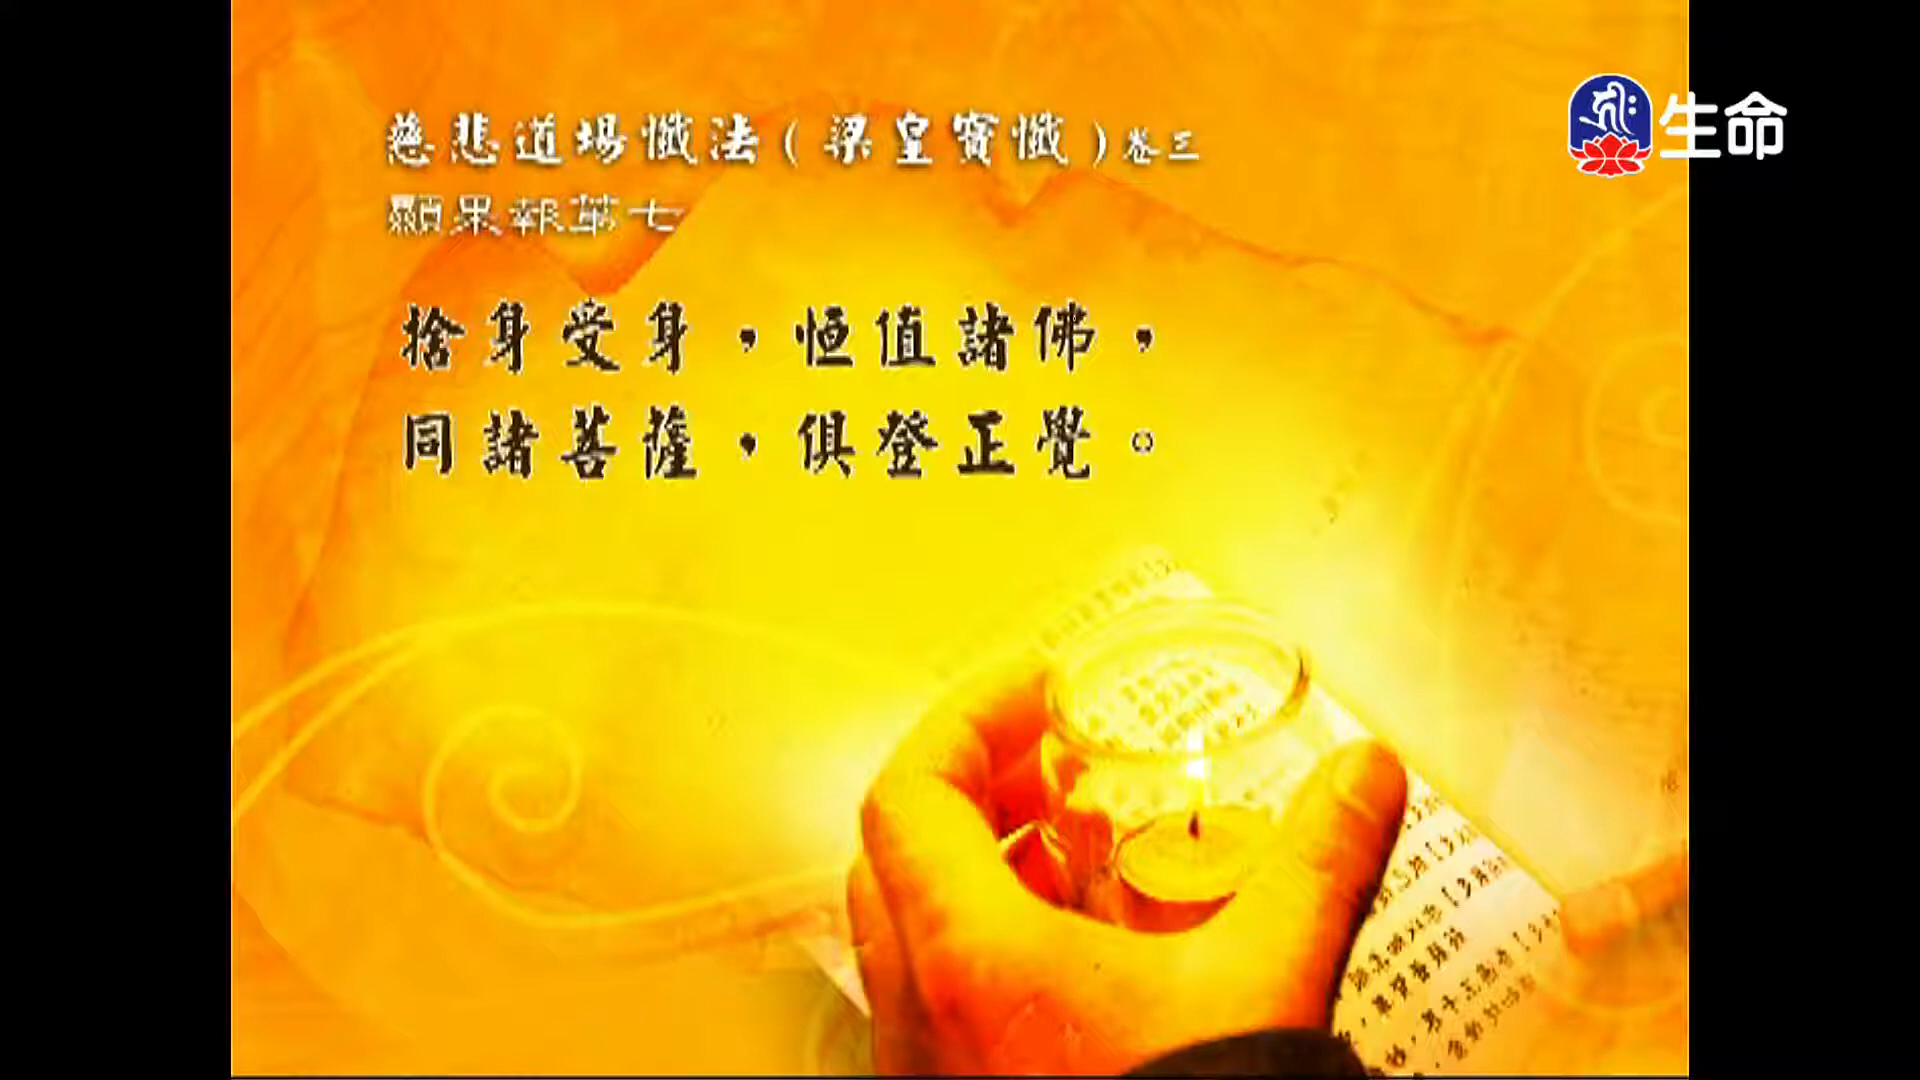 慈悲道場懺法(梁皇寶懺)卷三
顯果報第七
捨身受身,恒值諸佛,
同諸菩薩,俱登正覺。
生命